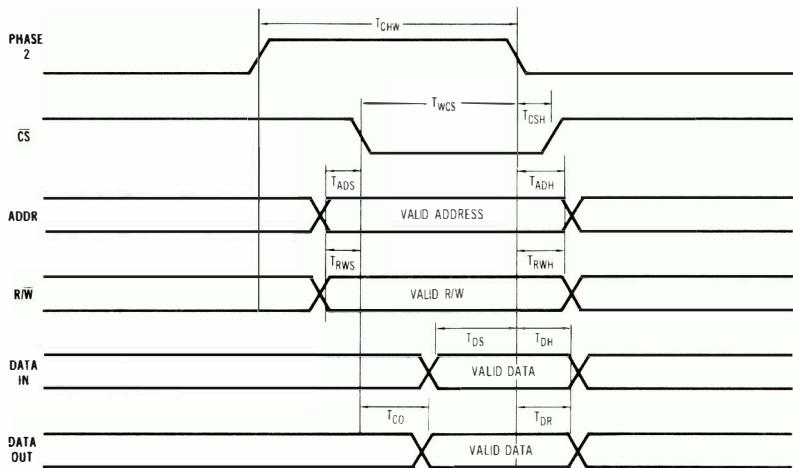 T_CHW
PHASE
2
T_WCS
T_CSH
C̅S̅
T_ADS
T_ADH
ADDR
VALID ADDRESS
T_RWS
T_RWH
R/W̅
VALID R/W
T_DS
T_DH
DATA
IN
VALID DATA
T_CO
T_DR
DATA
OUT
VALID DATA